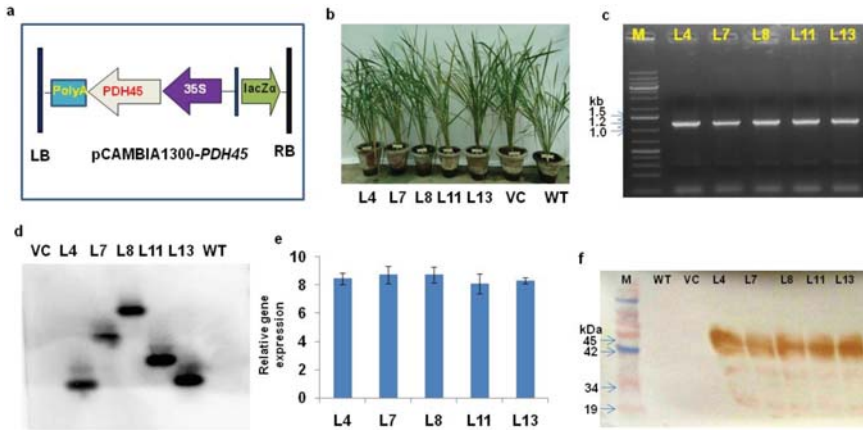 a
PolyA PDH45 35S lacZα
LB pCAMBIA1300-PDH45 RB
b
L4 L7 L8 L11 L13 VC WT
c
M L4 L7 L8 L11 L13
kb
1.5
1.2
1.0
d
VC L4 L7 L8 L11 L13 WT
e
Relative gene
expression
10
8
6
4
2
0
L4 L7 L8 L11 L13
f
M WT VC L4 L7 L8 L11 L13
kDa
45
42
34
19